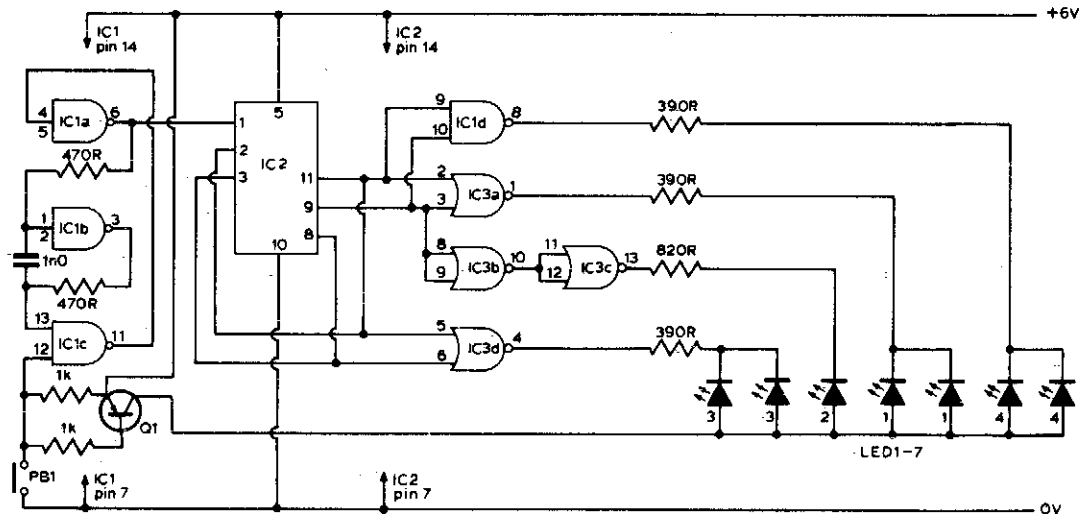 +6V
IC1
pin 14
IC2
pin 14
4
5
IC1a
6
470R
1
2
IC1b
3
1n0
470R
13
12
IC1c
11
1k
1k
Q1
PB1
IC1
pin 7
1
2
3
5
IC2
11
9
8
10
9
10
IC1d
8
390R
2
3
IC3a
1
390R
8
9
IC3b
10
11
12
IC3c
13
820R
5
6
IC3d
4
390R
3
3
2
1
1
4
4
LED1-7
IC2
pin 7
0V